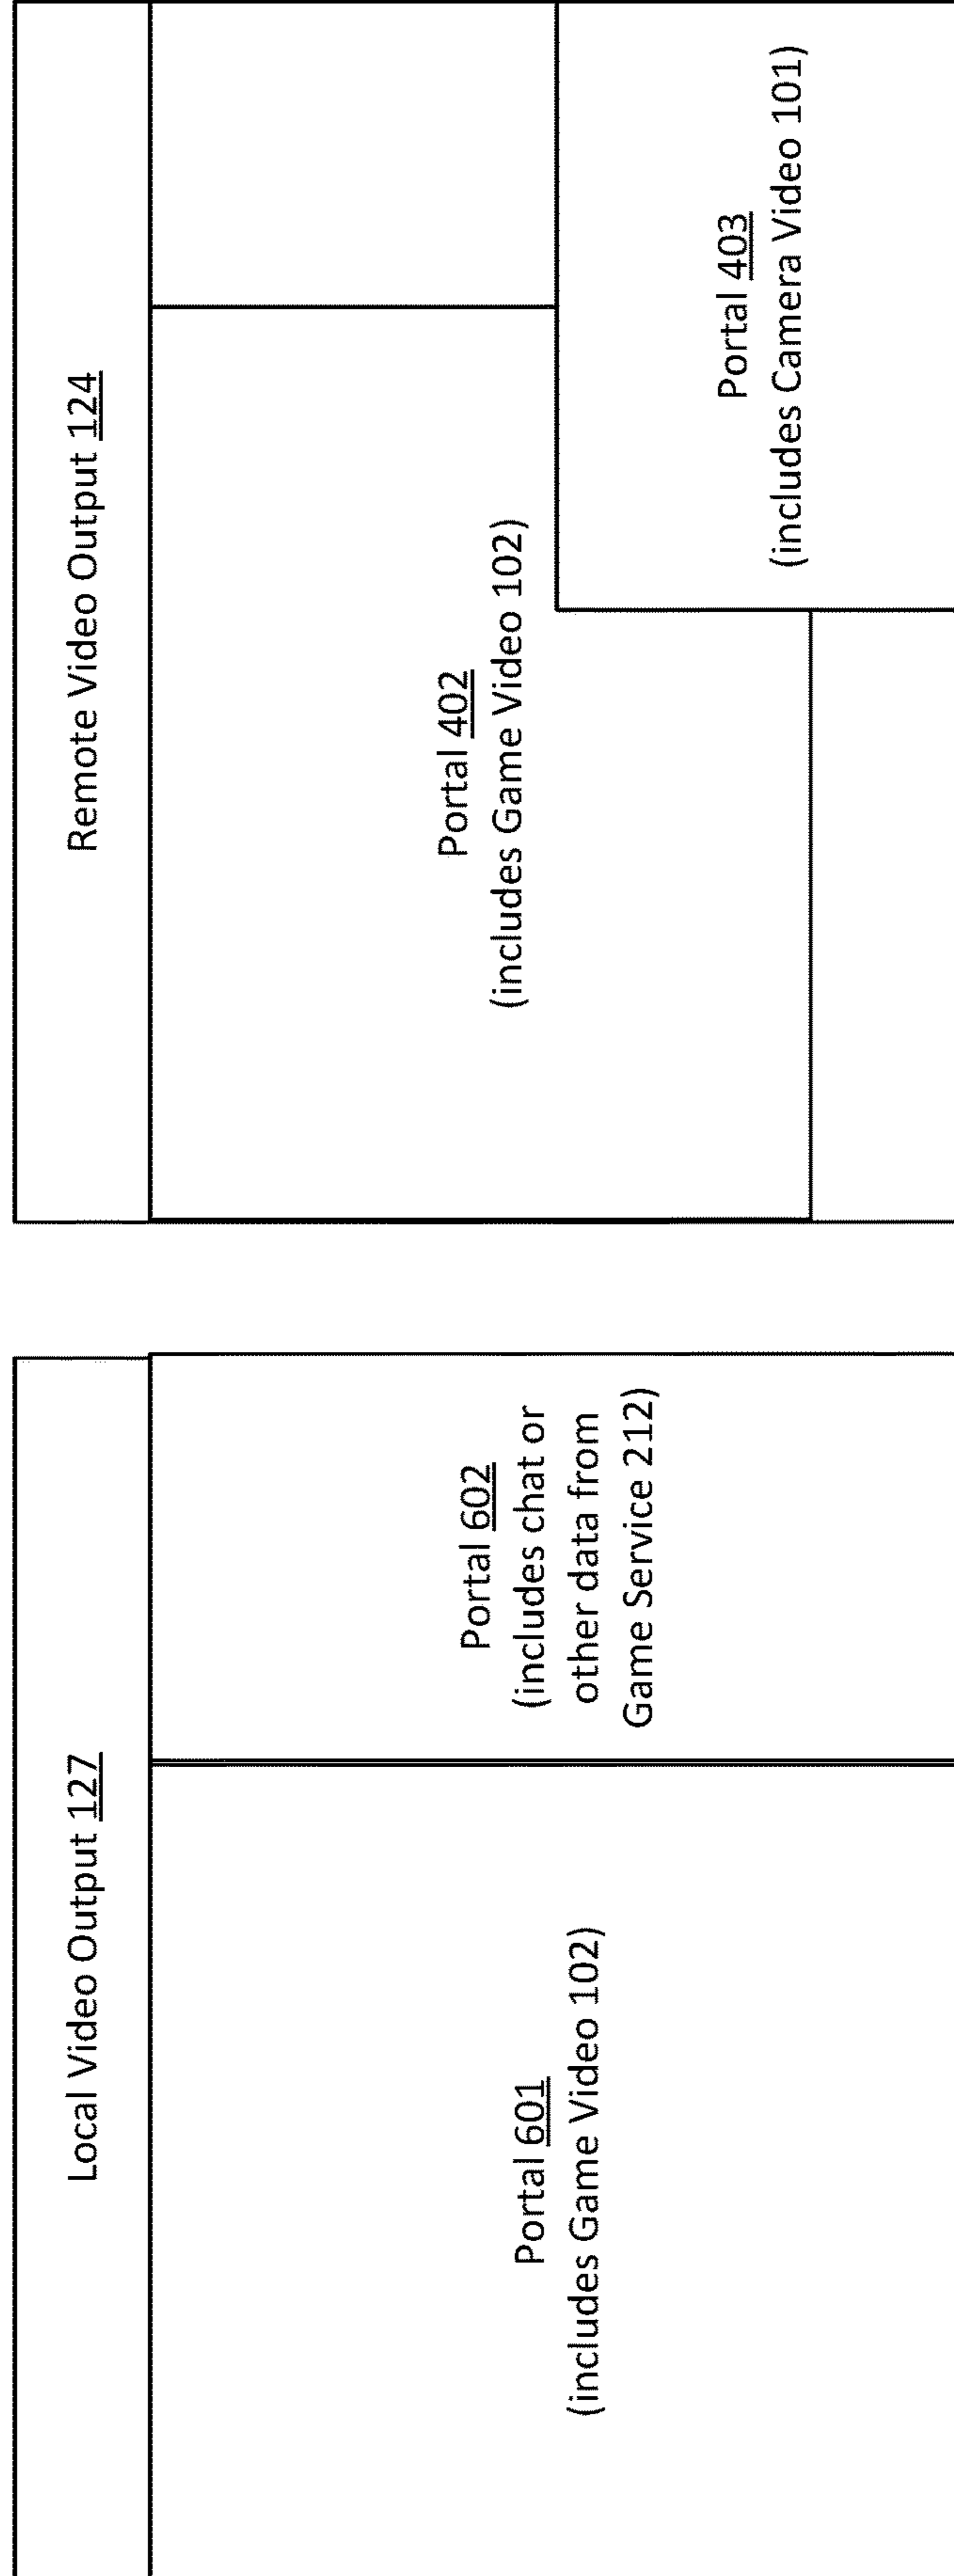 Local Video Output 127
Portal 601
(includes Game Video 102)
Portal 602
(includes chat or
other data from
Game Service 212)
Remote Video Output 124
Portal 402
(includes Game Video 102)
Portal 403
(includes Camera Video 101)